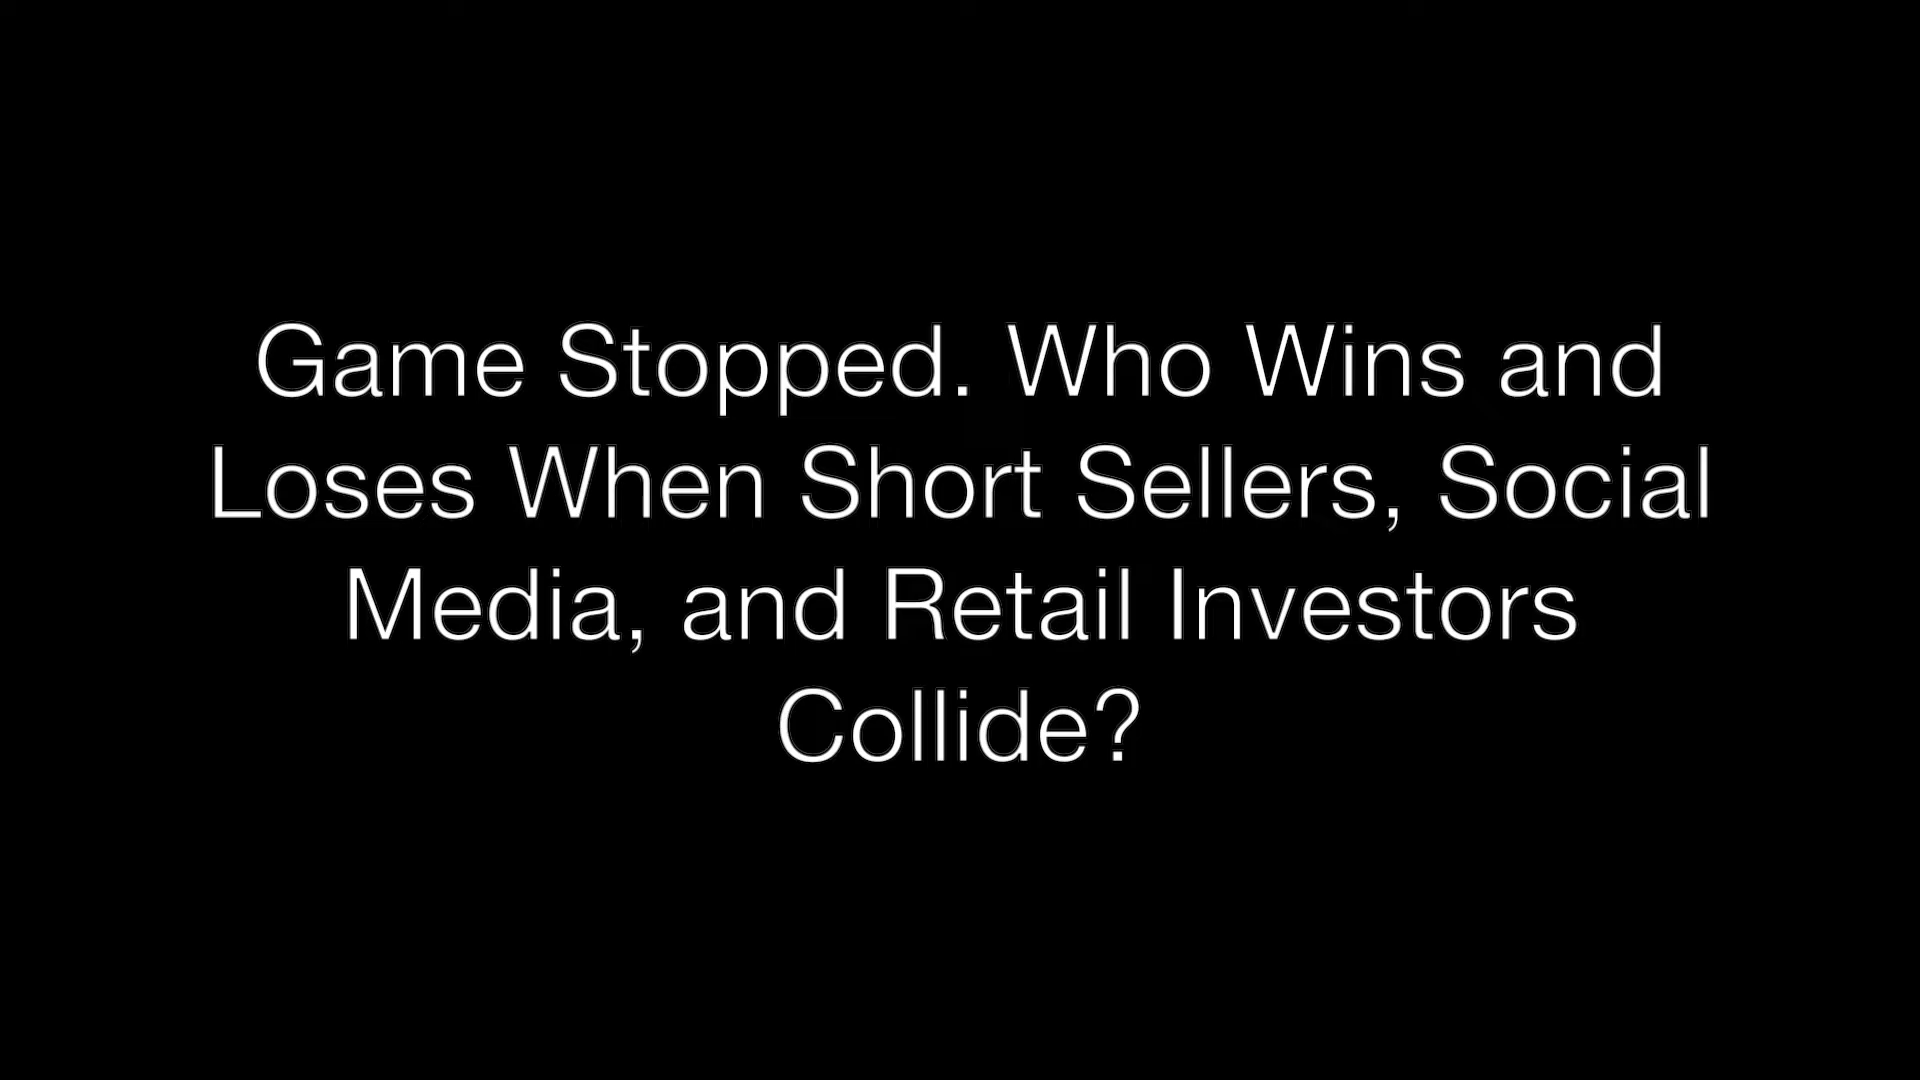 Game Stopped. Who Wins and
Loses When Short Sellers, Social
Media, and Retail Investors
Collide?